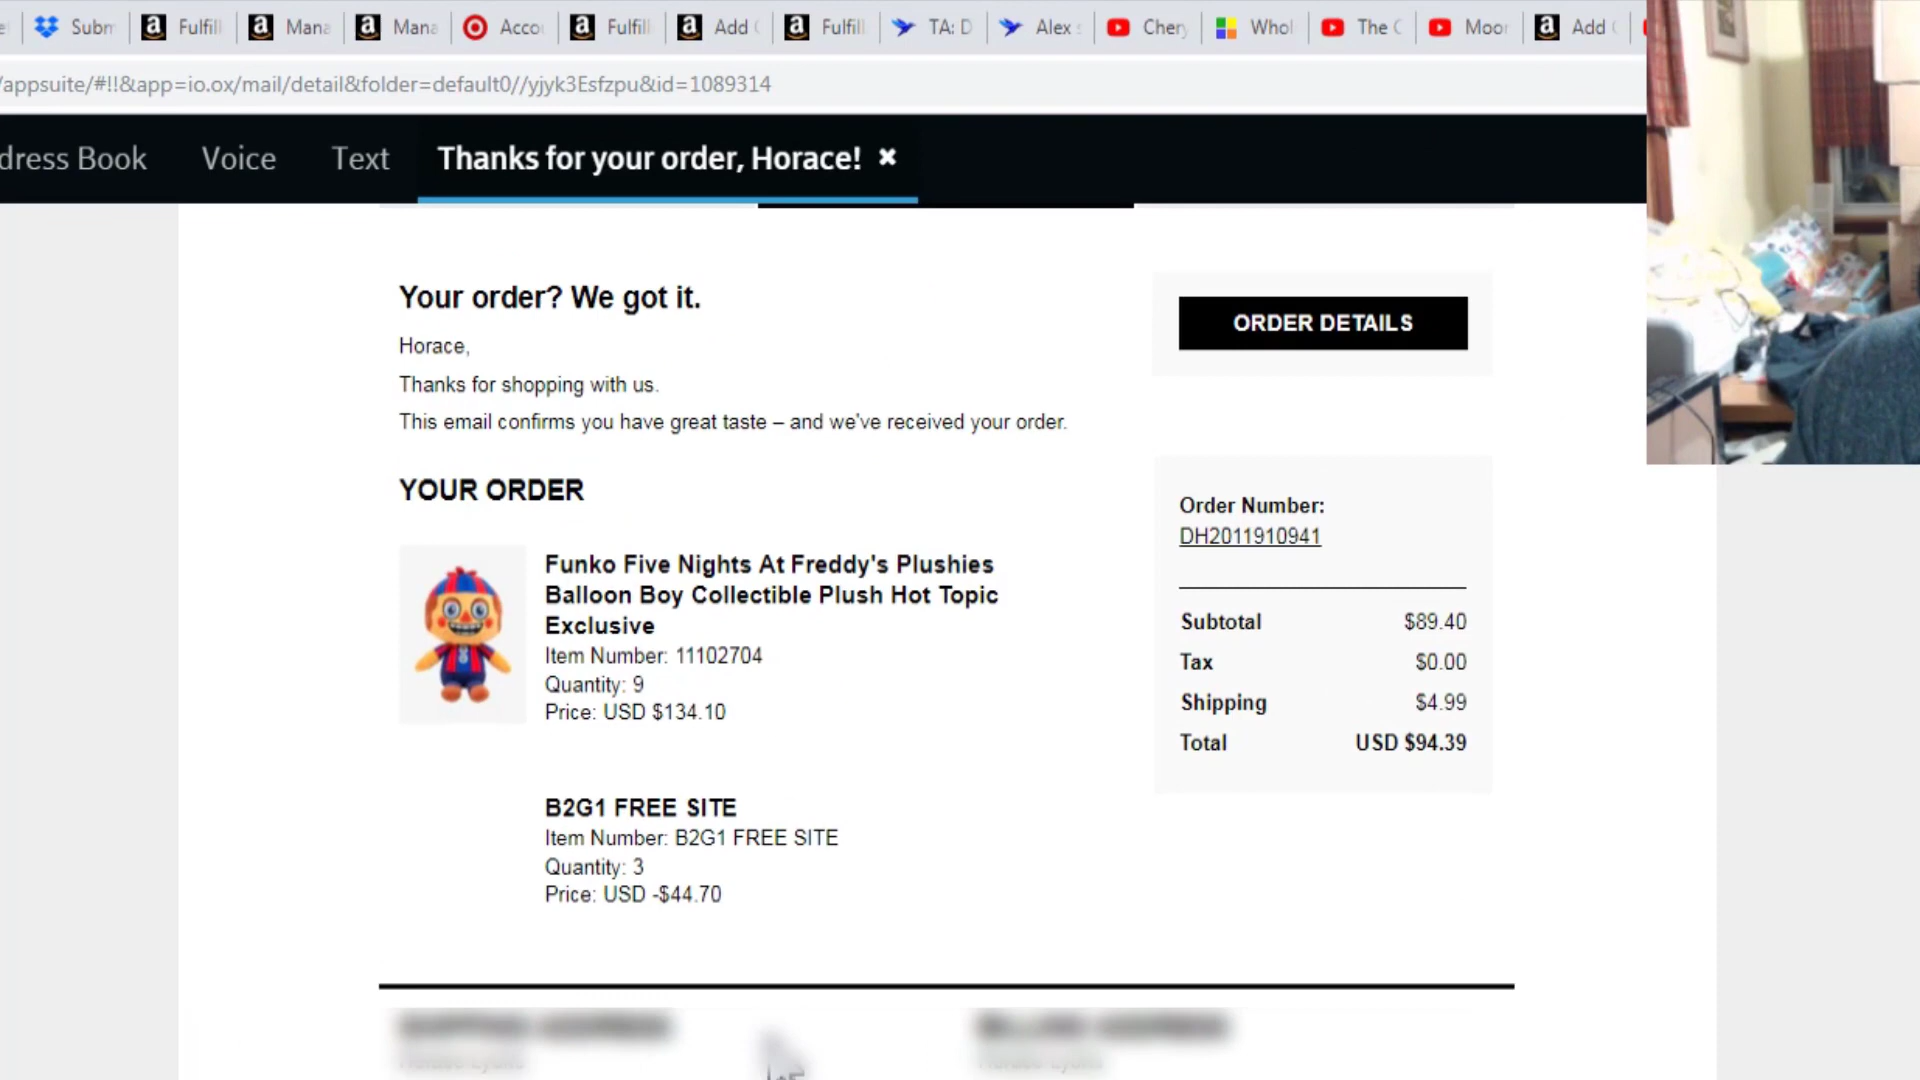 Subm
Fulfill
Mana
Mana
Acco
Fulfill
Add
Fulfill
TA: D
Alex
Chery
Whol
The
Moon
Add
/appsuite/#!!&app=io.ox/mail/detail&folder=default0//yjyk3Esfzpu&id=1089314
dress Book
Voice
Text
Thanks for your order, Horace! ✖
Your order? We got it.
Horace,
Thanks for shopping with us.
This email confirms you have great taste – and we've received your order.
YOUR ORDER
Funko Five Nights At Freddy's Plushies
Balloon Boy Collectible Plush Hot Topic
Exclusive
Item Number: 11102704
Quantity: 9
Price: USD $134.10
B2G1 FREE SITE
Item Number: B2G1 FREE SITE
Quantity: 3
Price: USD -$44.70
ORDER DETAILS
Order Number:
DH2011910941
Subtotal $89.40
Tax $0.00
Shipping $4.99
Total USD $94.39